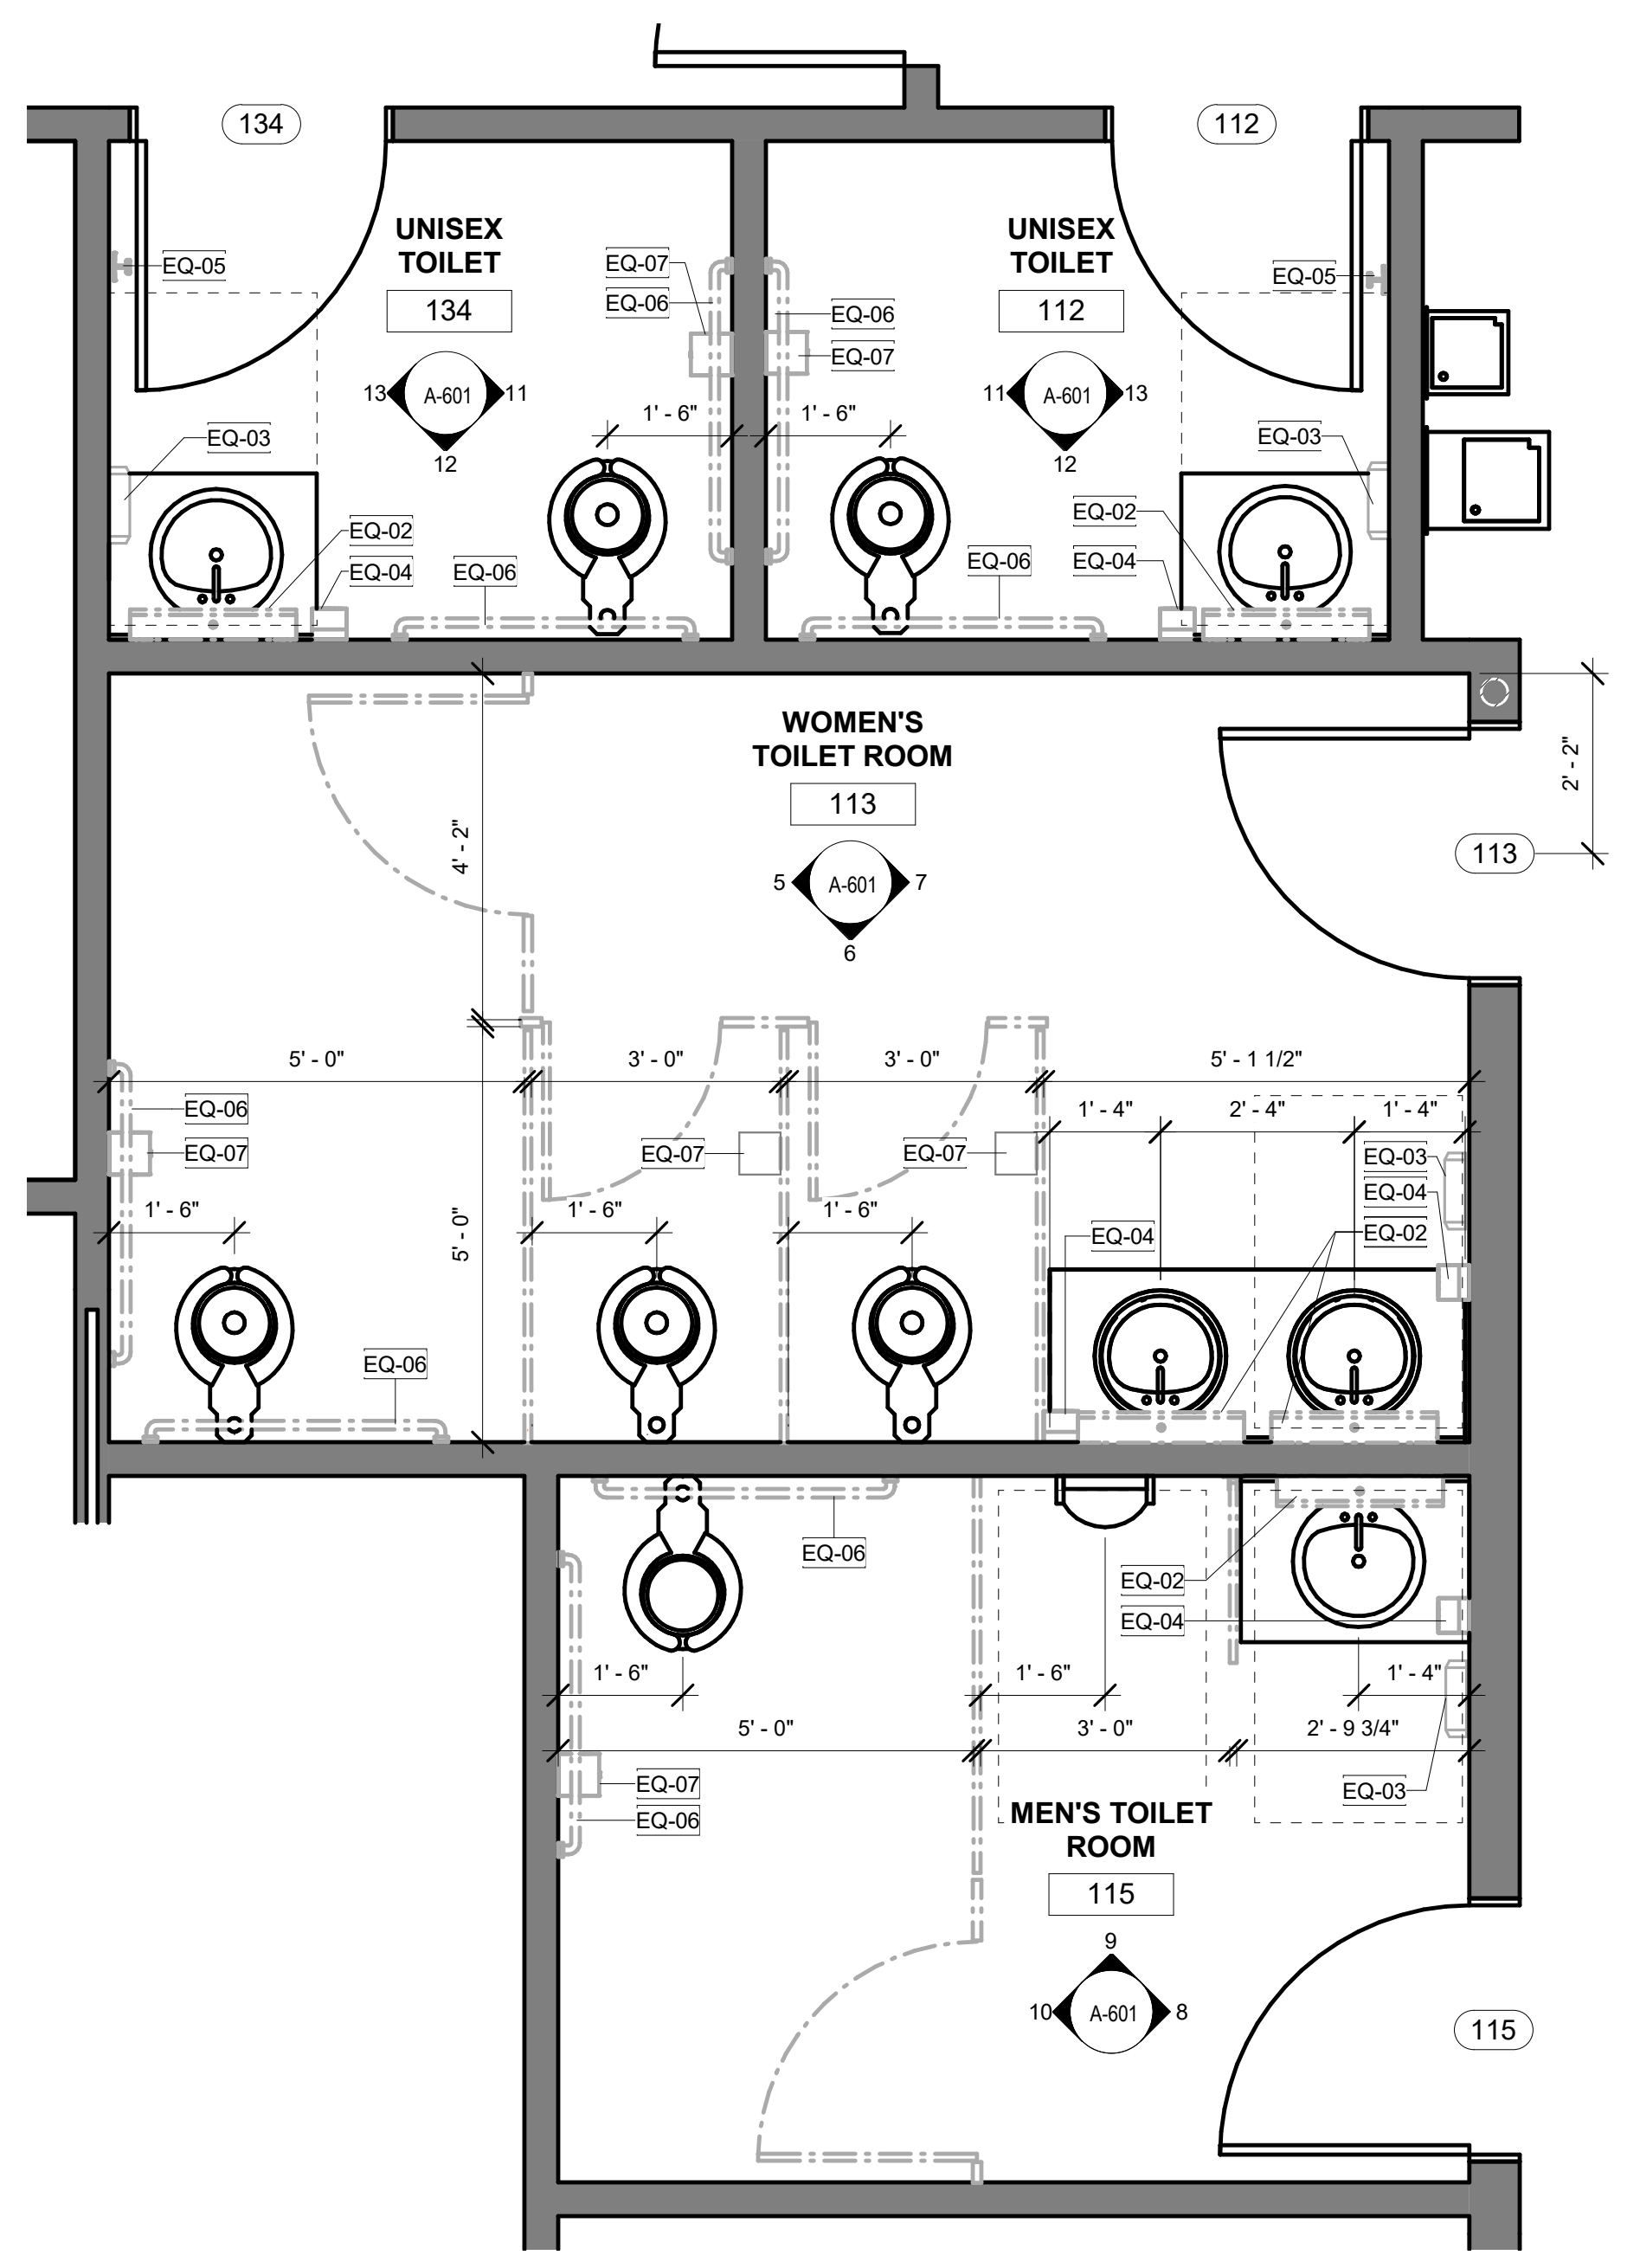 134
112
UNISEX
TOILET
134
UNISEX
TOILET
112
EQ-05
EQ-07
EQ-06
EQ-06
EQ-07
EQ-05
13
A-601
11
12
11
A-601
13
12
1' - 6"
1' - 6"
EQ-03
EQ-03
EQ-02
EQ-04
EQ-06
EQ-06
EQ-02
EQ-04
WOMEN'S
TOILET ROOM
113
2' - 2"
4' - 2"
5
A-601
7
6
113
5' - 0"
3' - 0"
3' - 0"
5' - 1 1/2"
EQ-06
EQ-07
1' - 4"
2' - 4"
1' - 4"
EQ-07
EQ-07
EQ-03
EQ-04
EQ-02
1' - 6"
5' - 0"
1' - 6"
1' - 6"
EQ-04
EQ-06
EQ-06
EQ-02
EQ-04
1' - 6"
1' - 6"
1' - 4"
5' - 0"
3' - 0"
2' - 9 3/4"
EQ-07
EQ-06
EQ-03
MEN'S TOILET
ROOM
115
9
10
A-601
8
115